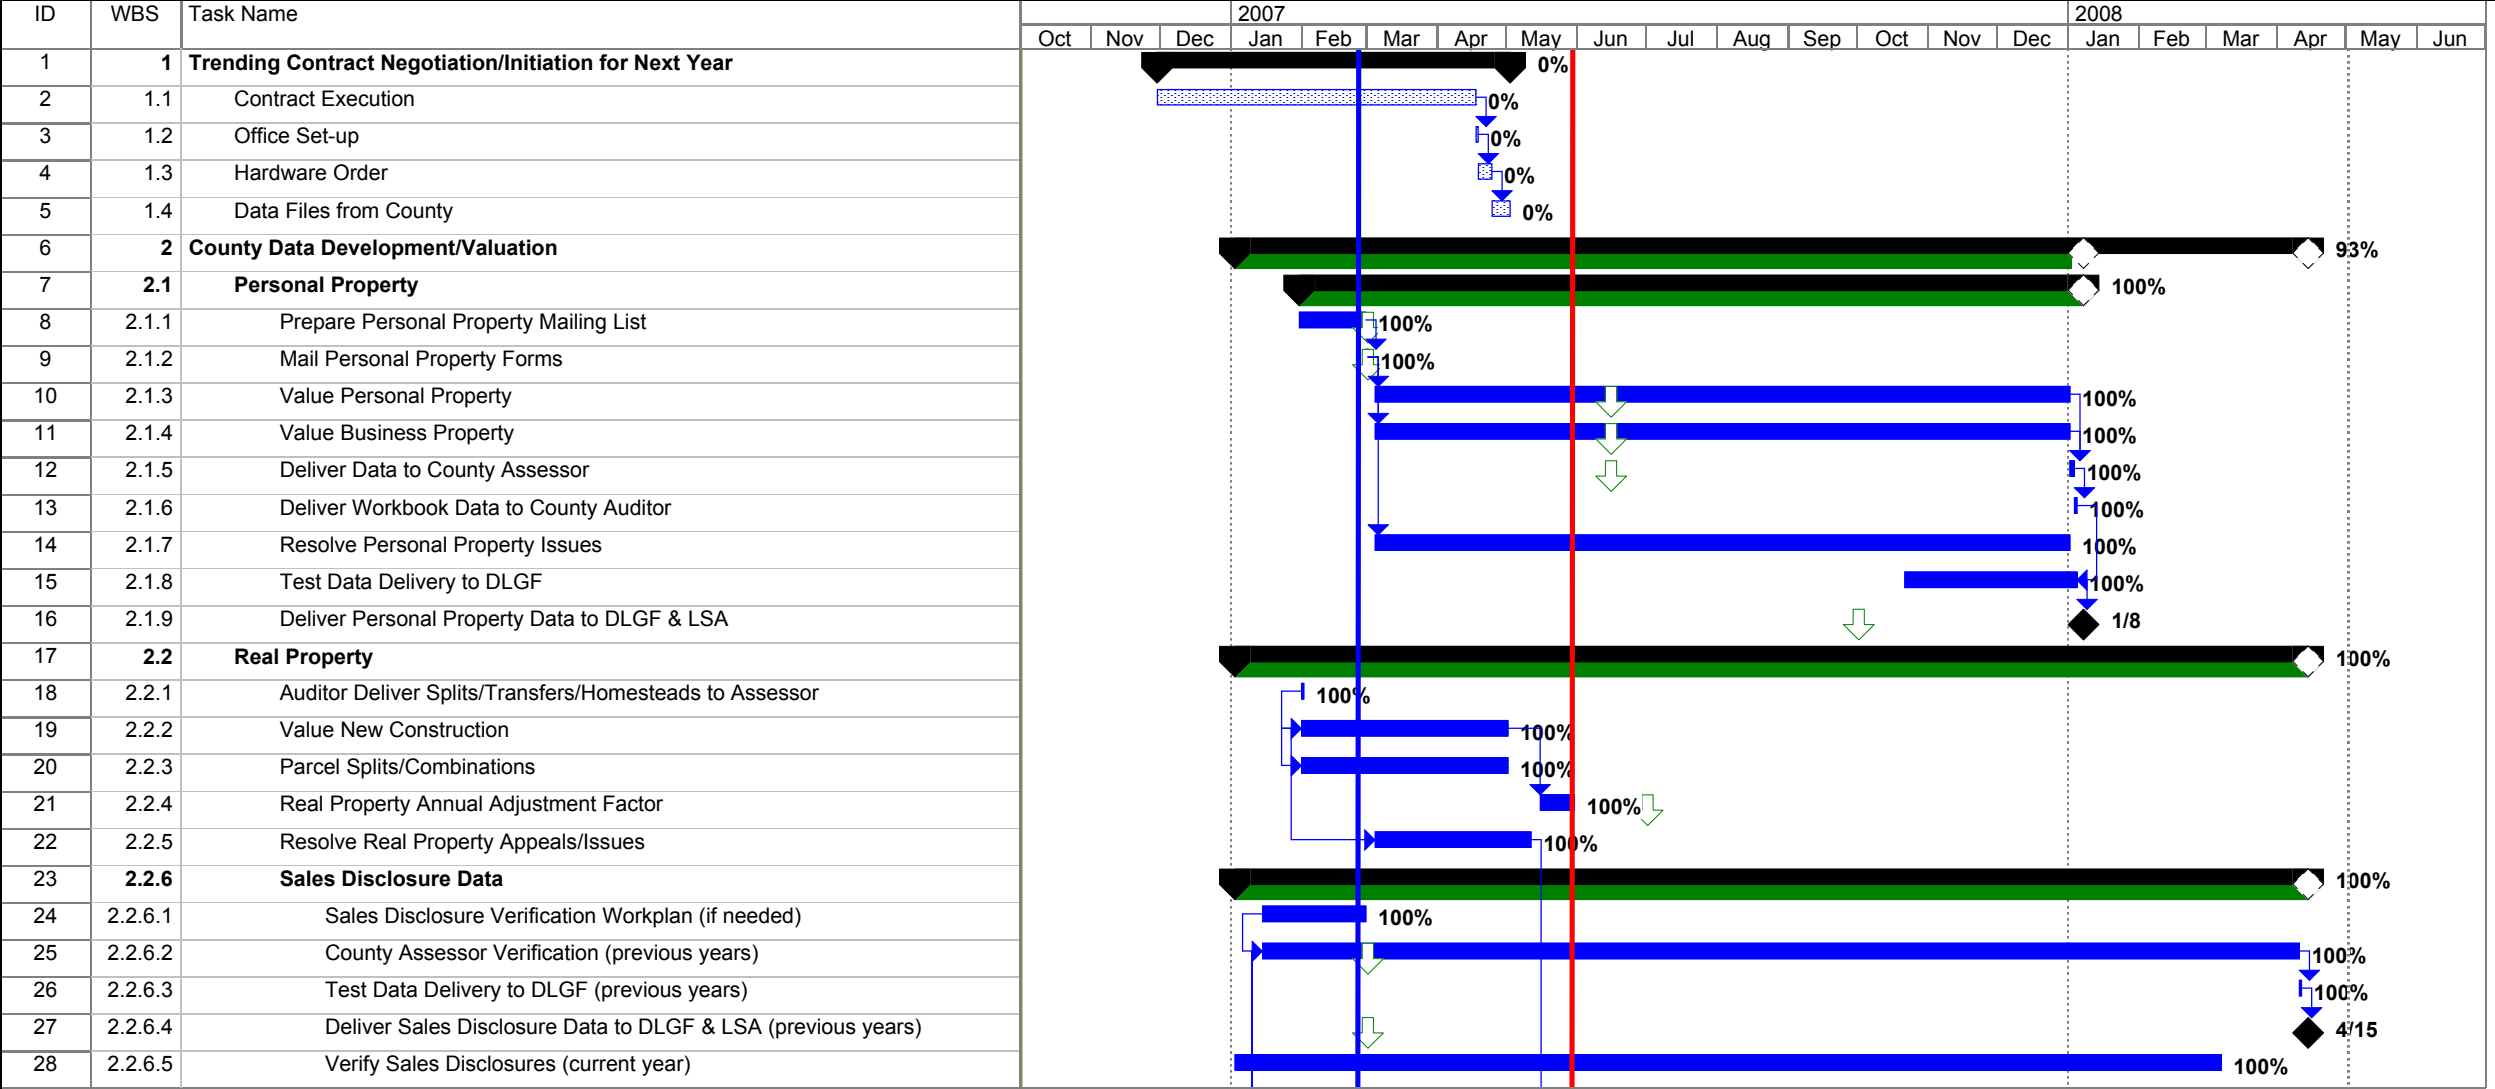 ID WBS Task Name 2007 2008
Oct Nov Dec Jan Feb Mar Apr May Jun Jul Aug Sep Oct Nov Dec Jan Feb Mar Apr May Jun
1 1 Trending Contract Negotiation/Initiation for Next Year 0%
2 1.1 Contract Execution 0%
3 1.2 Office Set-up 0%
4 1.3 Hardware Order 0%
5 1.4 Data Files from County 0%
6 2 County Data Development/Valuation 93%
7 2.1 Personal Property 100%
8 2.1.1 Prepare Personal Property Mailing List 100%
9 2.1.2 Mail Personal Property Forms 100%
10 2.1.3 Value Personal Property 100%
11 2.1.4 Value Business Property 100%
12 2.1.5 Deliver Data to County Assessor 100%
13 2.1.6 Deliver Workbook Data to County Auditor 100%
14 2.1.7 Resolve Personal Property Issues 100%
15 2.1.8 Test Data Delivery to DLGF 100%
16 2.1.9 Deliver Personal Property Data to DLGF & LSA 1/8
17 2.2 Real Property 100%
18 2.2.1 Auditor Deliver Splits/Transfers/Homesteads to Assessor 100%
19 2.2.2 Value New Construction 100%
20 2.2.3 Parcel Splits/Combinations 100%
21 2.2.4 Real Property Annual Adjustment Factor 100%
22 2.2.5 Resolve Real Property Appeals/Issues 100%
23 2.2.6 Sales Disclosure Data 100%
24 2.2.6.1 Sales Disclosure Verification Workplan (if needed) 100%
25 2.2.6.2 County Assessor Verification (previous years) 100%
26 2.2.6.3 Test Data Delivery to DLGF (previous years) 100%
27 2.2.6.4 Deliver Sales Disclosure Data to DLGF & LSA (previous years) 4/15
28 2.2.6.5 Verify Sales Disclosures (current year) 100%